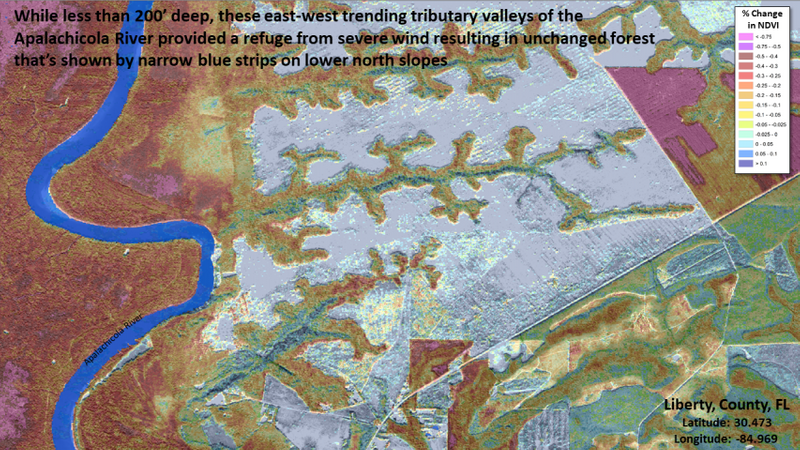 While less than 200’ deep, these east-west trending tributary valleys of the
Apalachicola River provided a refuge from severe wind resulting in unchanged forest
that’s shown by narrow blue strips on lower north slopes
% Change
in NDVI
< -0.75
-0.75 - -0.5
-0.5 - -0.4
-0.4 - -0.3
-0.3 - -0.25
-0.25 - -0.2
-0.2 - -0.15
-0.15 - -0.1
-0.1 - -0.05
-0.05 - -0.025
-0.025 - 0
0 - 0.05
0.05 - 0.1
> 0.1
Apalachicola River
Liberty, County, FL
Latitude: 30.473
Longitude: -84.969